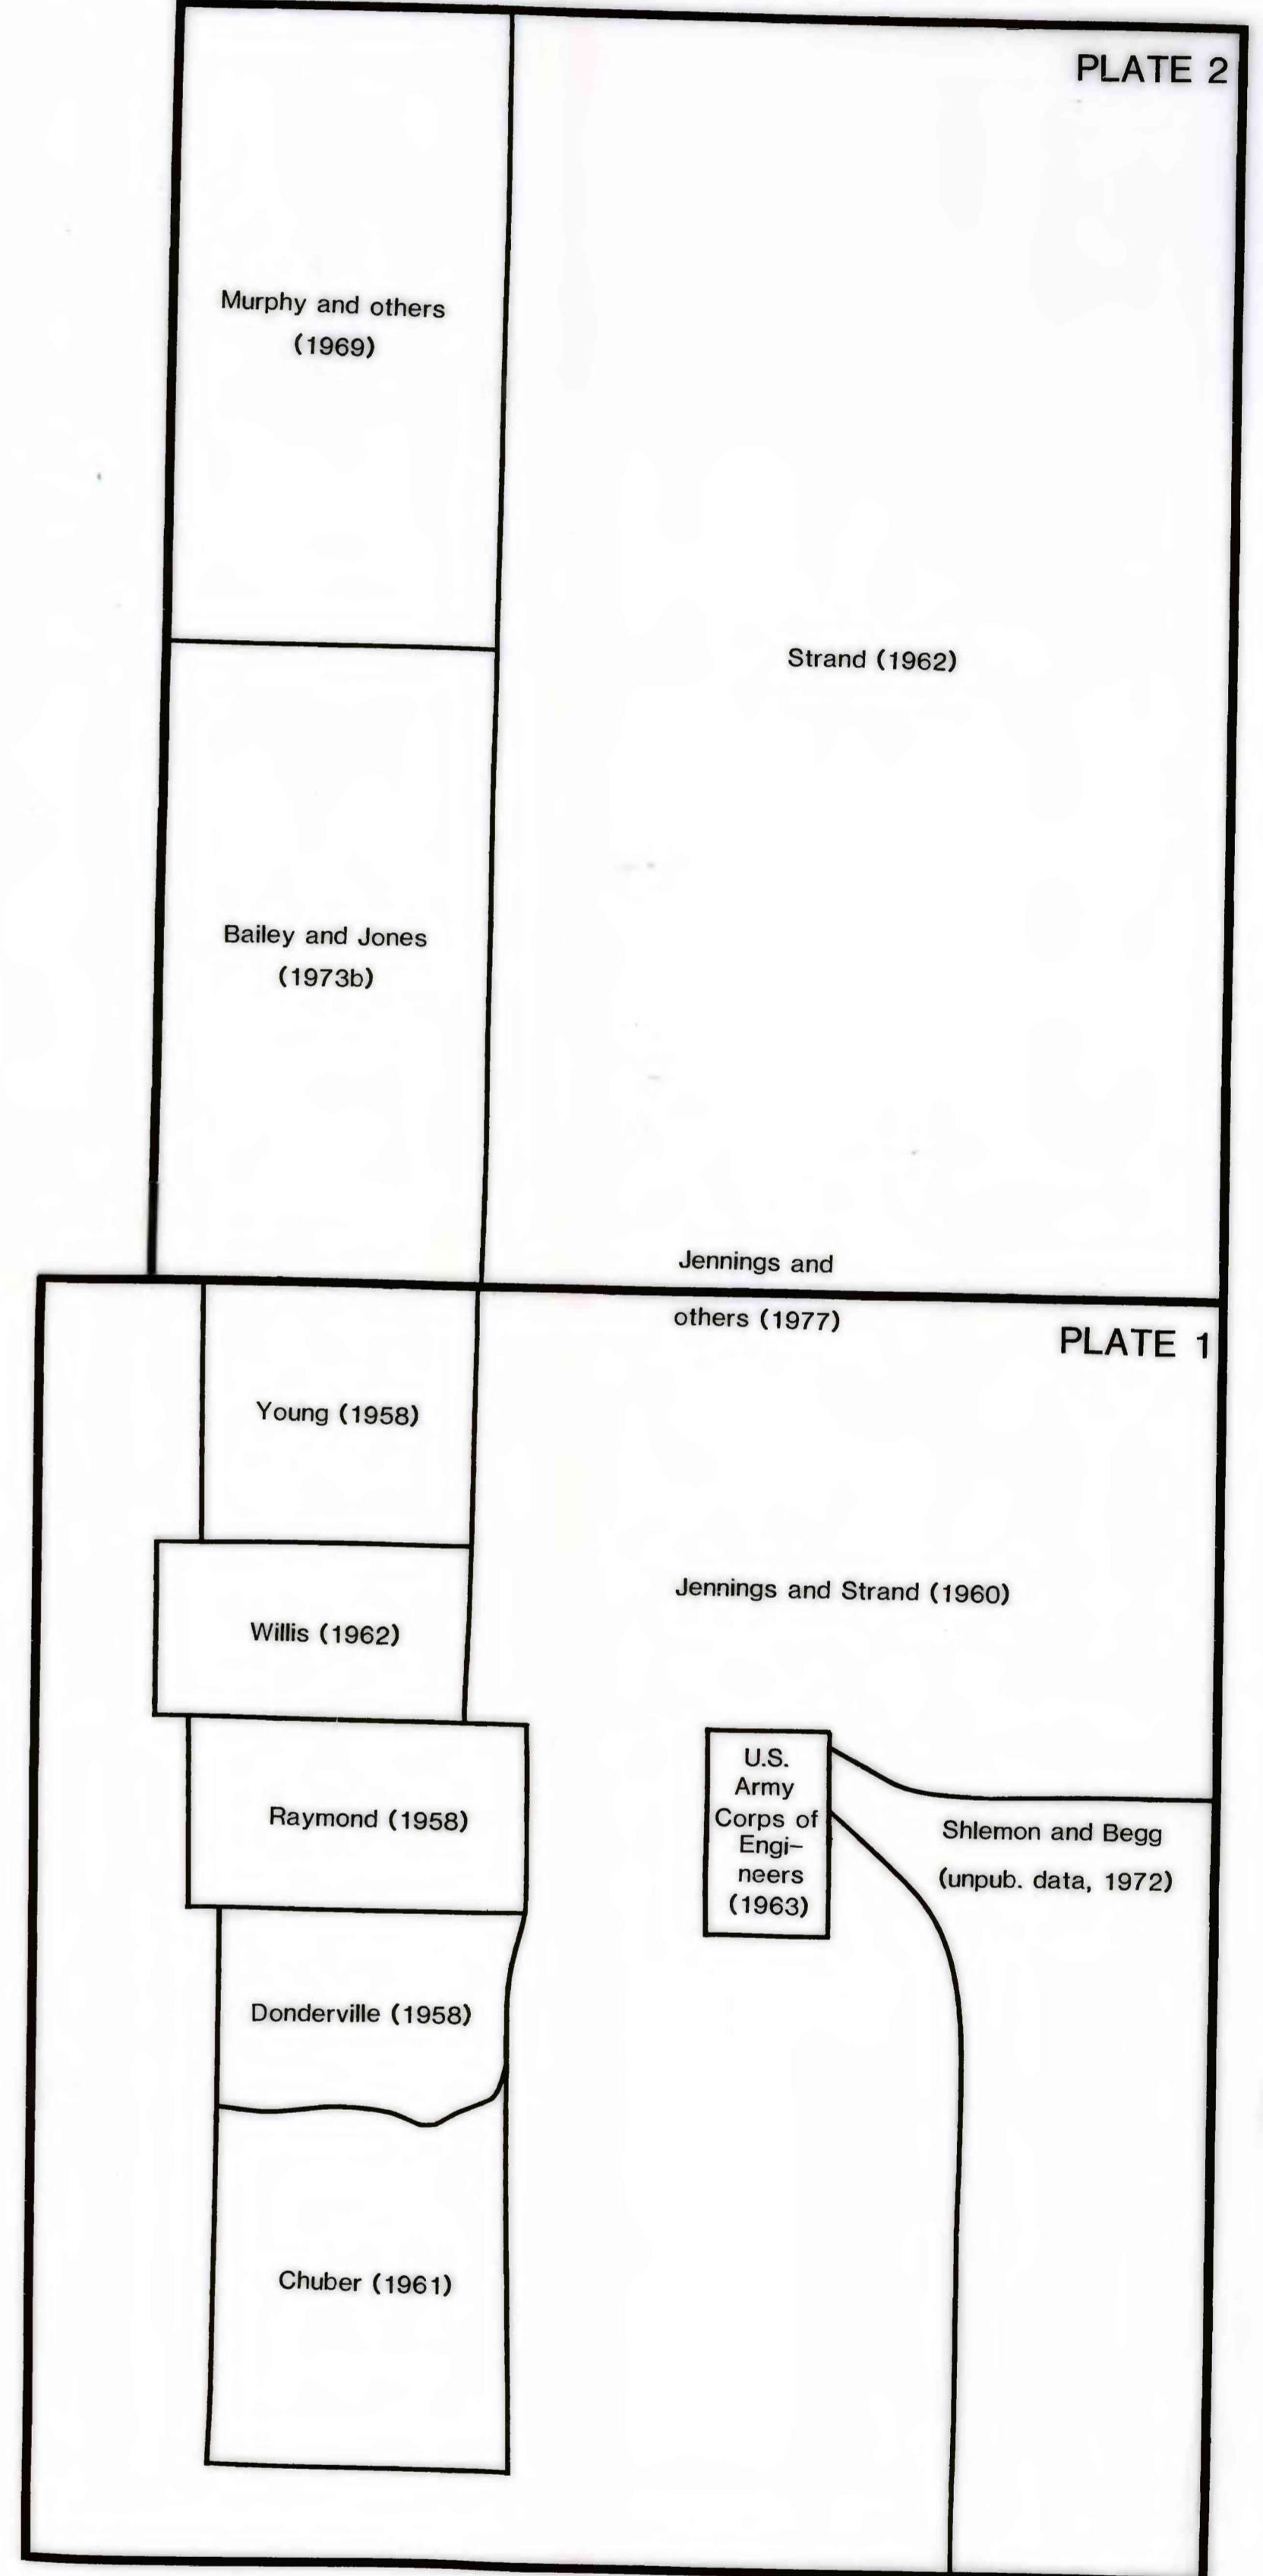 PLATE 2
Murphy and others
(1969)
Strand (1962)
Bailey and Jones
(1973b)
Jennings and
others (1977)
PLATE 1
Young (1958)
Jennings and Strand (1960)
Willis (1962)
U.S.
Army
Corps of
Engi-
neers
(1963)
Raymond (1958)
Shlemon and Begg
(unpub. data, 1972)
Donderville (1958)
Chuber (1961)